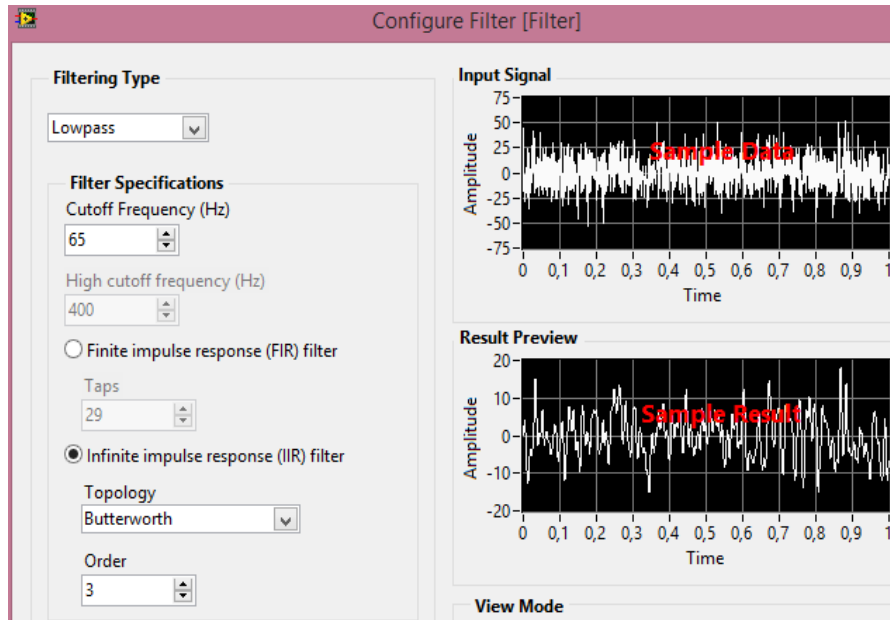 Configure Filter [Filter]
Filtering Type
Lowpass
Filter Specifications
Cutoff Frequency (Hz)
65
High cutoff frequency (Hz)
400
Finite impulse response (FIR) filter
Taps
29
Infinite impulse response (IIR) filter
Topology
Butterworth
Order
3
Input Signal
Amplitude
75
50
25
0
-25
-50
-75
Sample Data
0 0,1 0,2 0,3 0,4 0,5 0,6 0,7 0,8 0,9 1
Time
Result Preview
Amplitude
20
10
0
-10
-20
Sample Result
0 0,1 0,2 0,3 0,4 0,5 0,6 0,7 0,8 0,9 1
Time
View Mode